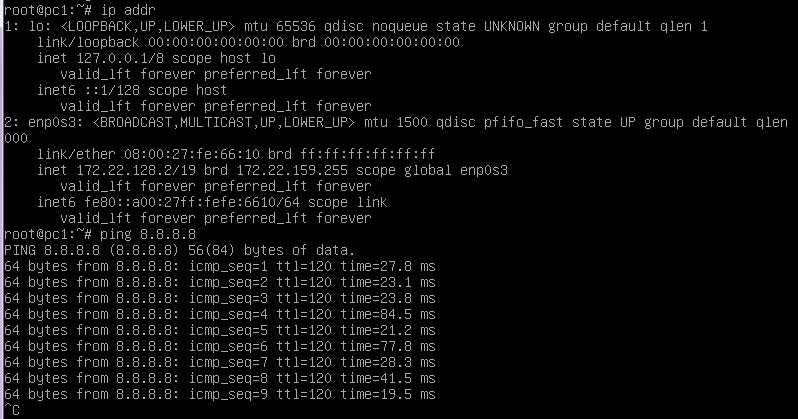 root@pc1:~# ip addr
1: lo: <LOOPBACK,UP,LOWER_UP> mtu 65536 qdisc noqueue state UNKNOWN group default qlen 1
    link/loopback 00:00:00:00:00:00 brd 00:00:00:00:00:00
    inet 127.0.0.1/8 scope host lo
       valid_lft forever preferred_lft forever
    inet6 ::1/128 scope host
       valid_lft forever preferred_lft forever
2: enp0s3: <BROADCAST,MULTICAST,UP,LOWER_UP> mtu 1500 qdisc pfifo_fast state UP group default qlen
000
    link/ether 08:00:27:fe:66:10 brd ff:ff:ff:ff:ff:ff
    inet 172.22.128.2/19 brd 172.22.159.255 scope global enp0s3
       valid_lft forever preferred_lft forever
    inet6 fe80::a00:27ff:fefe:6610/64 scope link
       valid_lft forever preferred_lft forever
root@pc1:~# ping 8.8.8.8
PING 8.8.8.8 (8.8.8.8) 56(84) bytes of data.
64 bytes from 8.8.8.8: icmp_seq=1 ttl=120 time=27.8 ms
64 bytes from 8.8.8.8: icmp_seq=2 ttl=120 time=23.1 ms
64 bytes from 8.8.8.8: icmp_seq=3 ttl=120 time=23.8 ms
64 bytes from 8.8.8.8: icmp_seq=4 ttl=120 time=84.5 ms
64 bytes from 8.8.8.8: icmp_seq=5 ttl=120 time=21.2 ms
64 bytes from 8.8.8.8: icmp_seq=6 ttl=120 time=77.8 ms
64 bytes from 8.8.8.8: icmp_seq=7 ttl=120 time=28.3 ms
64 bytes from 8.8.8.8: icmp_seq=8 ttl=120 time=41.5 ms
64 bytes from 8.8.8.8: icmp_seq=9 ttl=120 time=19.5 ms
^C